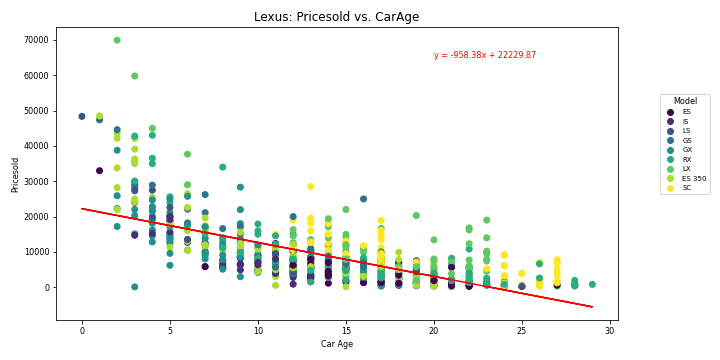 Lexus: Pricesold vs. CarAge
y = -958.38x + 22229.87
Pricesold
70000
60000
50000
40000
30000
20000
10000
0
0 5 10 15 20 25 30
Car Age
Model
ES
IS
LS
GS
GX
RX
LX
ES 350
SC